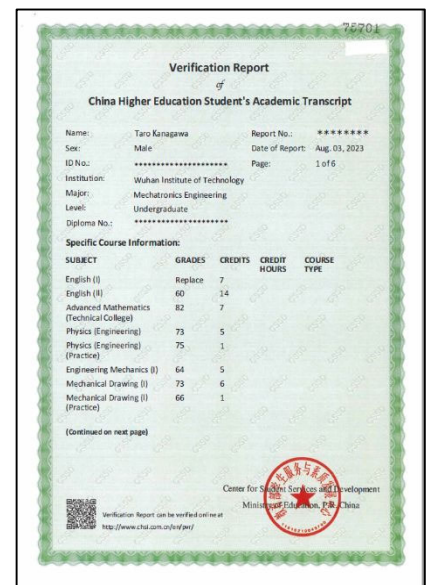 75701
Verification Report
of
China Higher Education Student's Academic Transcript
Name: Taro Kanagawa Report No.: ********
Sex: Male Date of Report: Aug. 03, 2023
ID No.: ********************* Page: 1 of 6
Institution: Wuhan Institute of Technology
Major: Mechatronics Engineering
Level: Undergraduate
Diploma No.: *********************
Specific Course Information:
SUBJECT GRADES CREDITS CREDIT HOURS COURSE TYPE
English (I) Replace 7
English (II) 60 14
Advanced Mathematics (Technical College) 82 7
Physics (Engineering) 73 5
Physics (Engineering) (Practice) 75 1
Engineering Mechanics (I) 64 5
Mechanical Drawing (I) 73 6
Mechanical Drawing (I) (Practice) 66 1
(Continued on next page)
Center for Student Services and Development
Ministry of Education, P.R. China
Verification Report can be verified online at
http://www.chsi.com.cn/en/pvr/